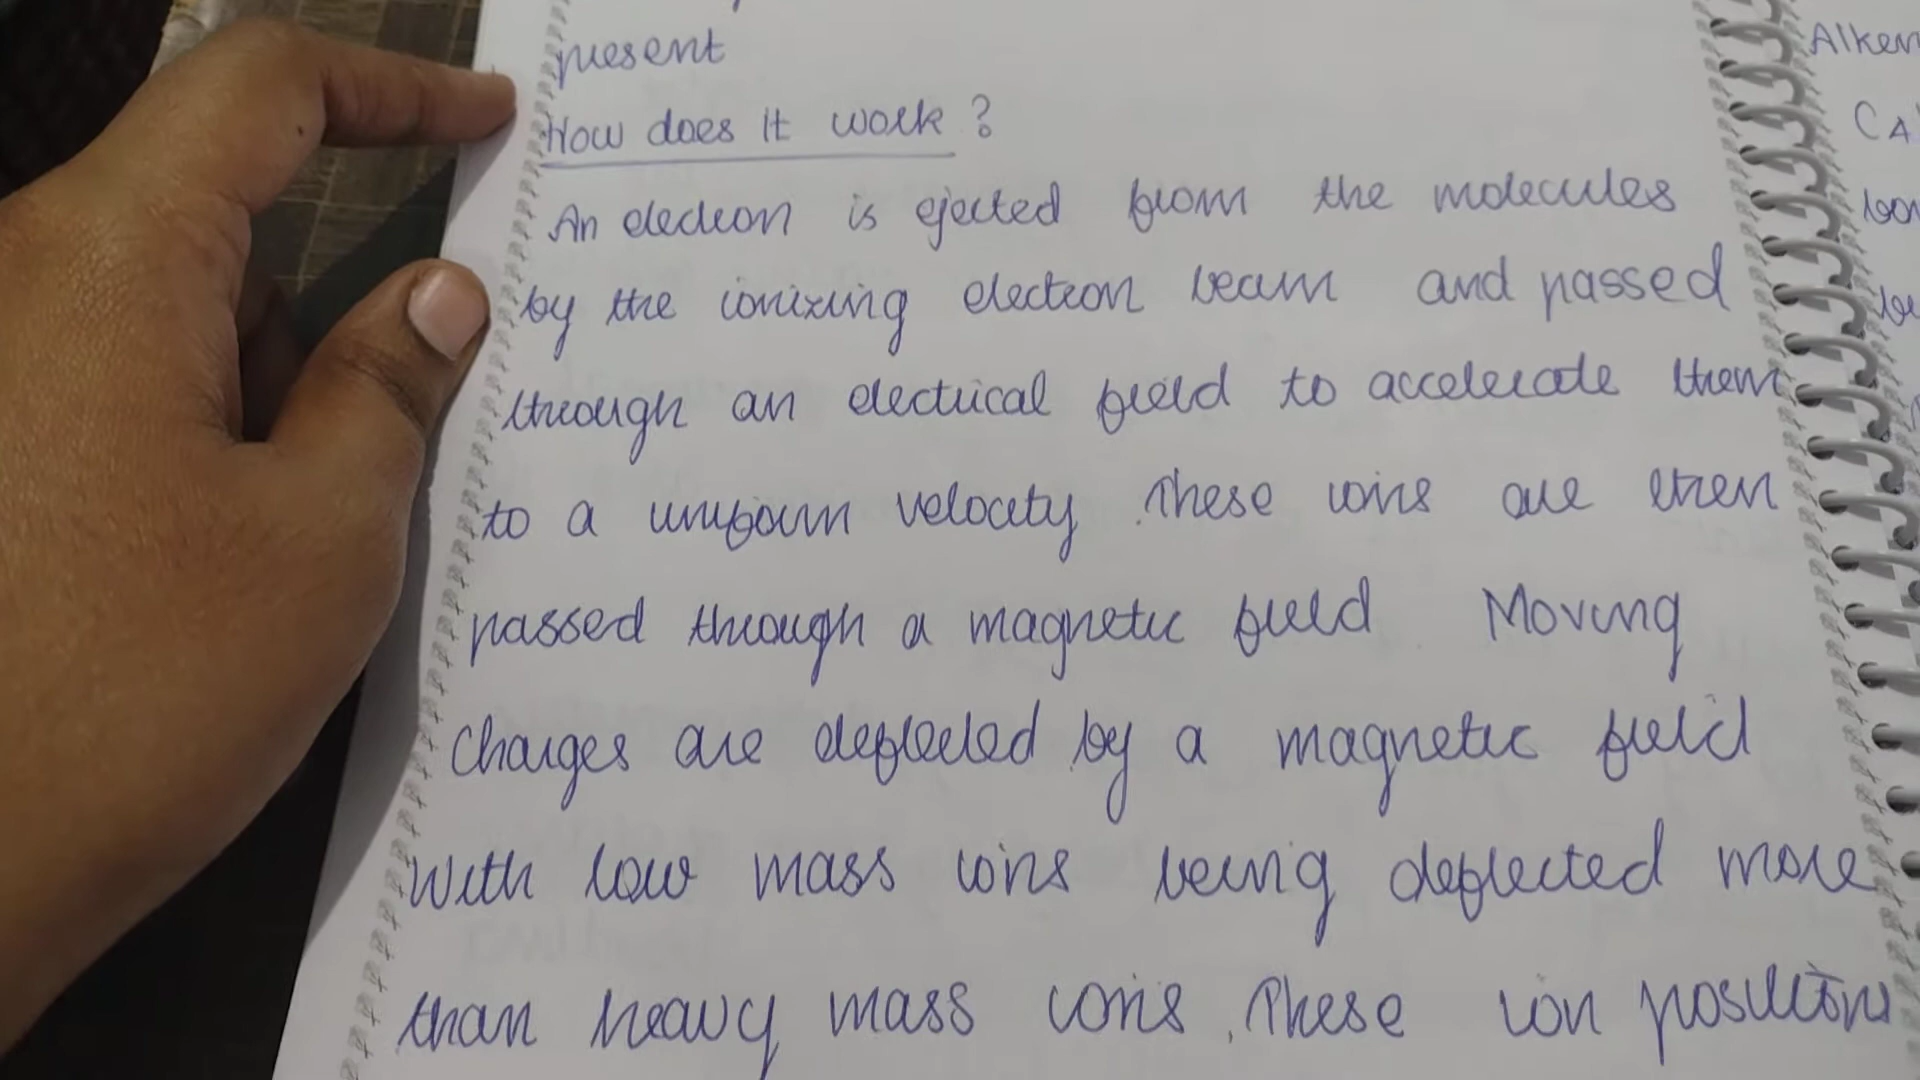 present
How does it work ?
An electron is ejected from the molecules
by the ionizing electron beam and passed
through an electrical field to accelerate them
to a uniform velocity. These ions are then
passed through a magnetic field. Moving
charges are deflected by a magnetic field
with low mass ions being deflected more
than heavy mass ions. These ion positions
Alken